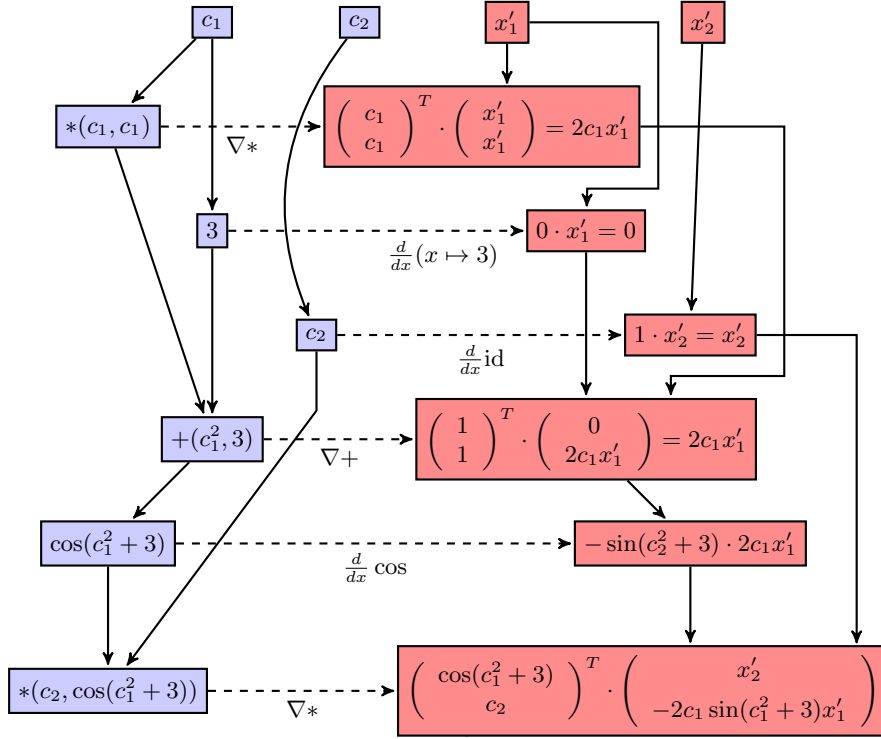 c₁ c₂ x′₁ x′₂
*(c₁, c₁) ∇* ( c₁ c₁ )ᵀ · ( x′₁ x′₁ ) = 2c₁x′₁
3 d/dx (x ↦ 3) 0 · x′₁ = 0
c₂ d/dx id 1 · x′₂ = x′₂
+(c₁², 3) ∇+ ( 1 1 )ᵀ · ( 0 2c₁x′₁ ) = 2c₁x′₁
cos(c₁² + 3) d/dx cos − sin(c₂² + 3) · 2c₁x′₁
*(c₂, cos(c₁² + 3)) ∇* ( cos(c₁² + 3) c₂ )ᵀ · ( x′₂ −2c₁ sin(c₁² + 3)x′₁ )